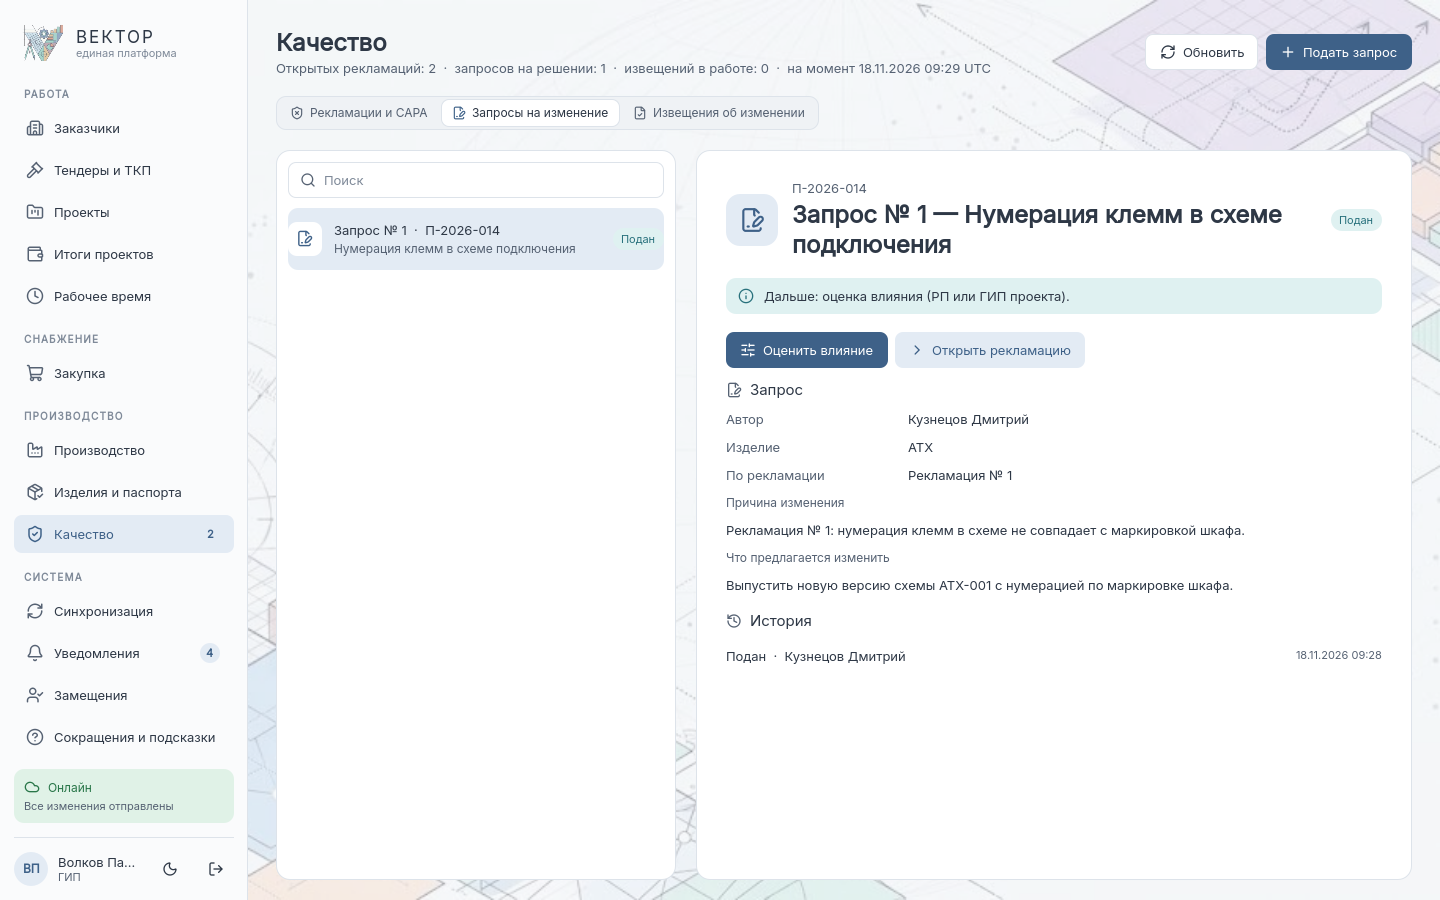 ВЕКТОР
единая платформа
РАБОТА
Заказчики
Тендеры и ТКП
Проекты
Итоги проектов
Рабочее время
СНАБЖЕНИЕ
Закупка
ПРОИЗВОДСТВО
Производство
Изделия и паспорта
Качество 2
СИСТЕМА
Синхронизация
Уведомления 4
Замещения
Сокращения и подсказки
Онлайн
Все изменения отправлены
ВП
Волков Па...
ГИП
Качество
Открытых рекламаций: 2 · запросов на решении: 1 · извещений в работе: 0 · на момент 18.11.2026 09:29 UTC
Обновить
Подать запрос
Рекламации и CAPA
Запросы на изменение
Извещения об изменении
Поиск
Запрос № 1 · П-2026-014
Нумерация клемм в схеме подключения
Подан
П-2026-014
Запрос № 1 — Нумерация клемм в схеме
подключения
Подан
Дальше: оценка влияния (РП или ГИП проекта).
Оценить влияние
Открыть рекламацию
Запрос
Автор Кузнецов Дмитрий
Изделие АТХ
По рекламации Рекламация № 1
Причина изменения
Рекламация № 1: нумерация клемм в схеме не совпадает с маркировкой шкафа.
Что предлагается изменить
Выпустить новую версию схемы АТХ-001 с нумерацией по маркировке шкафа.
История
Подан · Кузнецов Дмитрий 18.11.2026 09:28